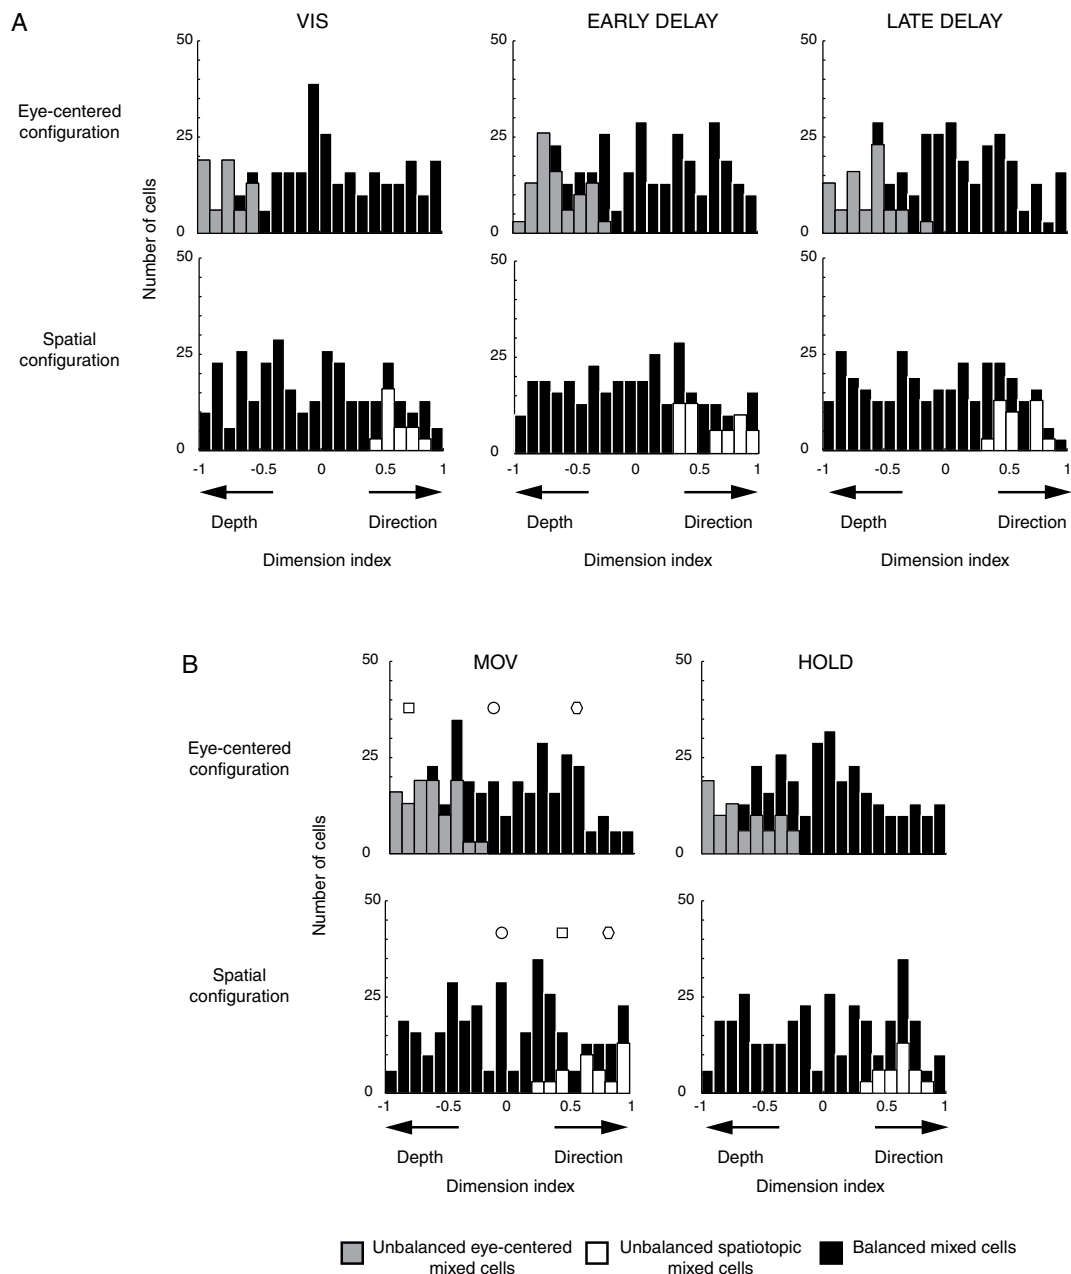 A
VIS
EARLY DELAY
LATE DELAY
Eye-centered
configuration
Spatial
configuration
Number of cells
50
25
0
50
25
0
50
25
0
50
25
0
50
25
0
50
25
0
-1 -0.5 0 0.5 1
-1 -0.5 0 0.5 1
-1 -0.5 0 0.5 1
Depth Direction
Depth Direction
Depth Direction
Dimension index
Dimension index
Dimension index
B
MOV
HOLD
Eye-centered
configuration
Spatial
configuration
Number of cells
50
25
0
50
25
0
50
25
0
50
25
0
-1 -0.5 0 0.5 1
-1 -0.5 0 0.5 1
Depth Direction
Depth Direction
Dimension index
Dimension index
Unbalanced eye-centered
mixed cells
Unbalanced spatiotopic
mixed cells
Balanced mixed cells